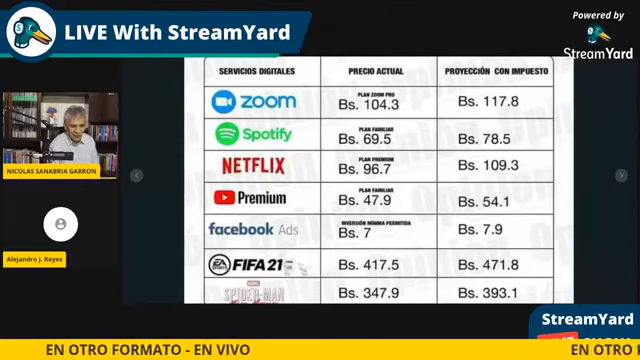 LIVE With StreamYard
Powered by
StreamYard
SERVICIOS DIGITALES PRECIO ACTUAL PROYECCIÓN CON IMPUESTO
zoom PLAN ZOOM PRO Bs. 104.3 Bs. 117.8
Spotify PLAN FAMILIAR Bs. 69.5 Bs. 78.5
NETFLIX PLAN PREMIUM Bs. 96.7 Bs. 109.3
Premium PLAN FAMILIAR Bs. 47.9 Bs. 54.1
facebook Ads INVERSIÓN MÍNIMA PERMITIDA Bs. 7 Bs. 7.9
EA SPORTS FIFA 21 Bs. 417.5 Bs. 471.8
MARVEL SPIDER-MAN Bs. 347.9 Bs. 393.1
NICOLAS SANABRIA GARRON
Alejandro J. Reyes
StreamYard
EN OTRO FORMATO - EN VIVO
EN OTRO